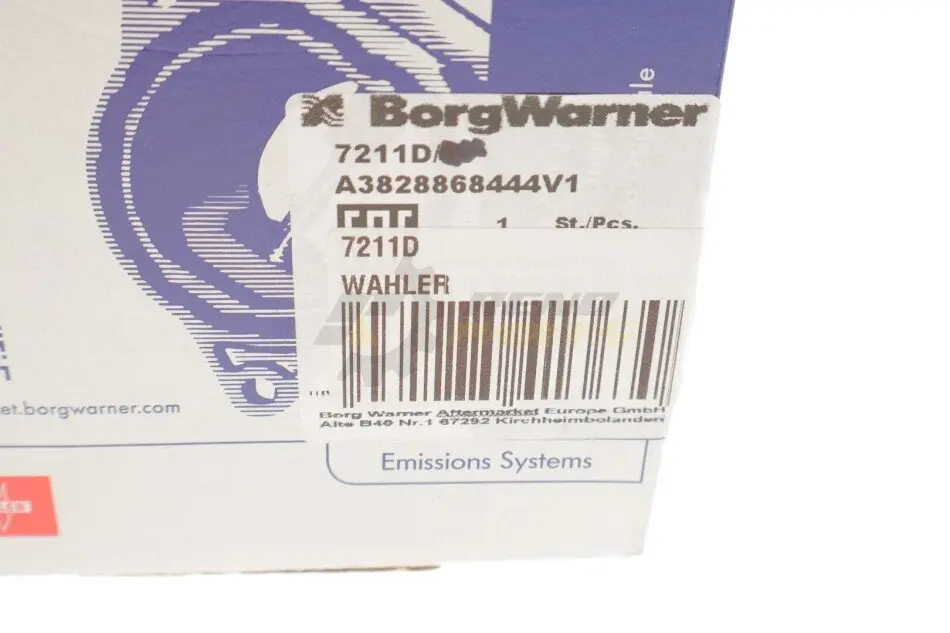 BorgWarner
7211D/
A3828868444V1
1 St./Pcs.
7211D
WAHLER
Borg Warner Aftermarket Europe GmbH
Alte B40 Nr.1 67292 Kirchheimbolanden
et.borgwarner.com
Emissions Systems